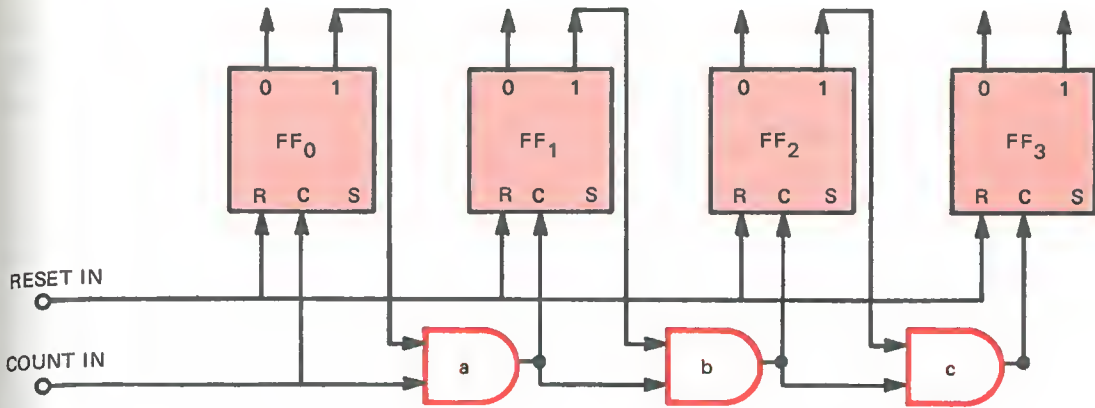 0 1 0 1 0 1 0 1
FF0 FF1 FF2 FF3
R C S R C S R C S R C S
RESET IN
COUNT IN
a b c